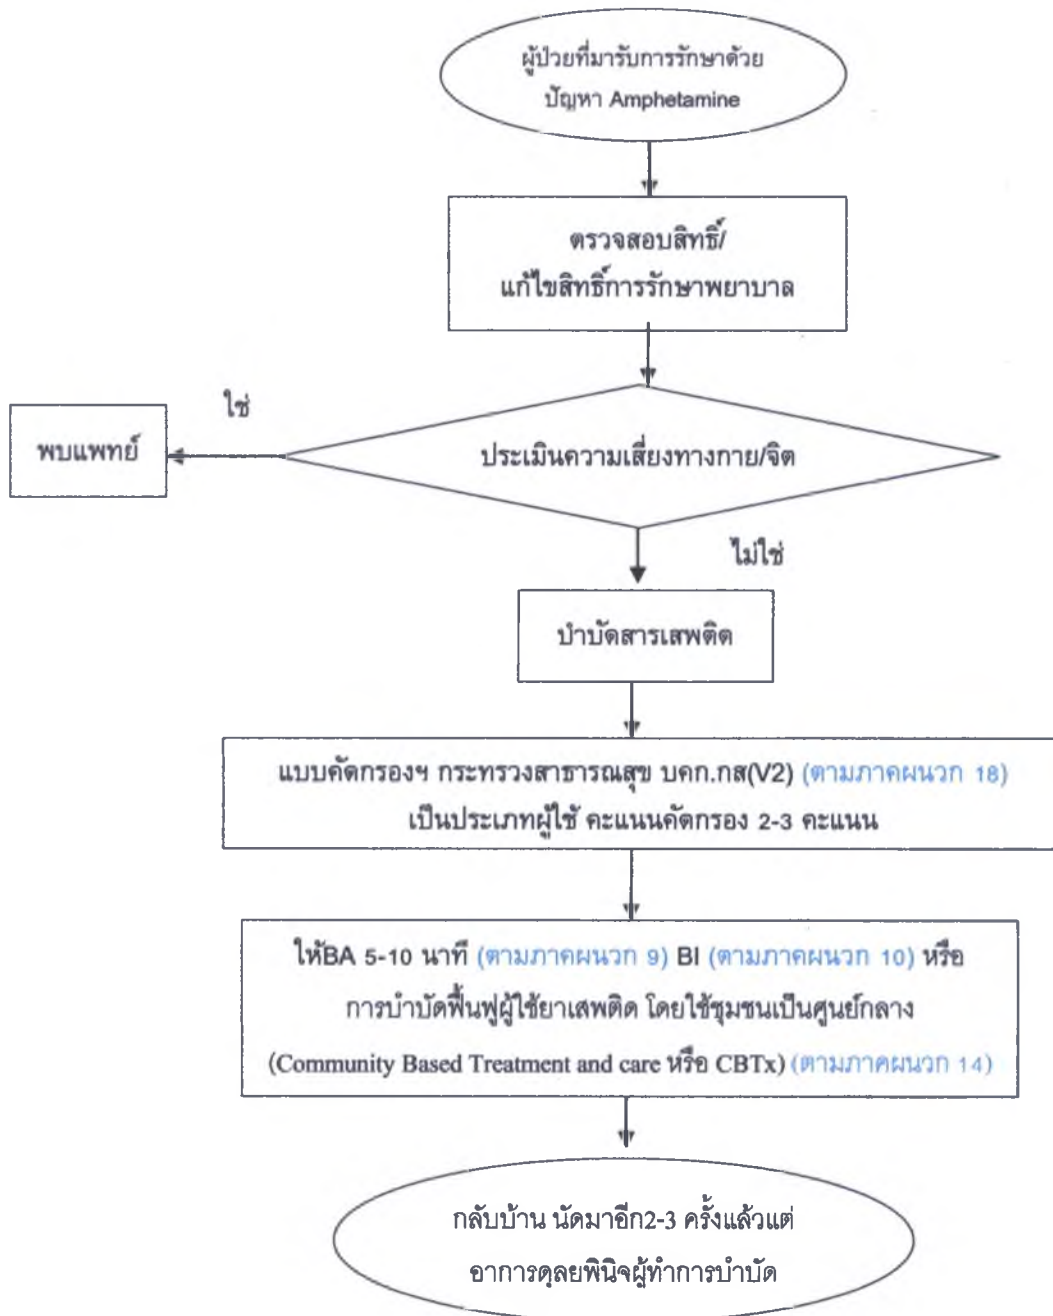 ผู้ป่วยที่มารับการรักษาด้วย
ปัญหา Amphetamine
ตรวจสอบสิทธิ์/
แก้ไขสิทธิ์การรักษาพยาบาล
ใช่
พบแพทย์
ประเมินความเสี่ยงทางกาย/จิต
ไม่ใช่
บำบัดสารเสพติด
แบบคัดกรองฯ กระทรวงสาธารณสุข บคก.กส(V2) (ตามภาคผนวก 18)
เป็นประเภทผู้ใช้ คะแนนคัดกรอง 2-3 คะแนน
ให้BA 5-10 นาที (ตามภาคผนวก 9) BI (ตามภาคผนวก 10) หรือ
การบำบัดฟื้นฟูผู้ใช้ยาเสพติด โดยใช้ชุมชนเป็นศูนย์กลาง
(Community Based Treatment and care หรือ CBTx) (ตามภาคผนวก 14)
กลับบ้าน นัดมาอีก2-3 ครั้งแล้วแต่
อาการดุลยพินิจผู้ทำการบำบัด